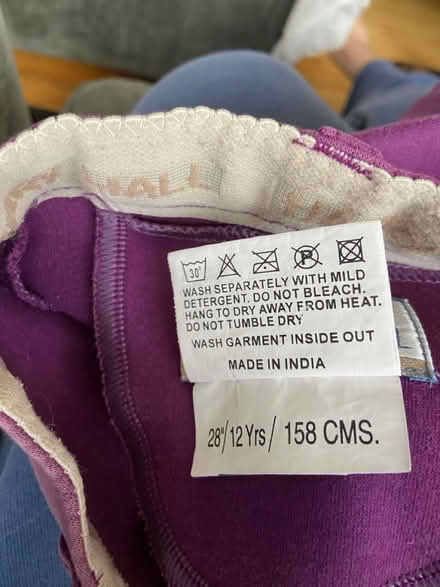 30°
P
WASH SEPARATELY WITH MILD
DETERGENT. DO NOT BLEACH.
HANG TO DRY AWAY FROM HEAT.
DO NOT TUMBLE DRY
WASH GARMENT INSIDE OUT
MADE IN INDIA
28"/12 Yrs/ 158 CMS.